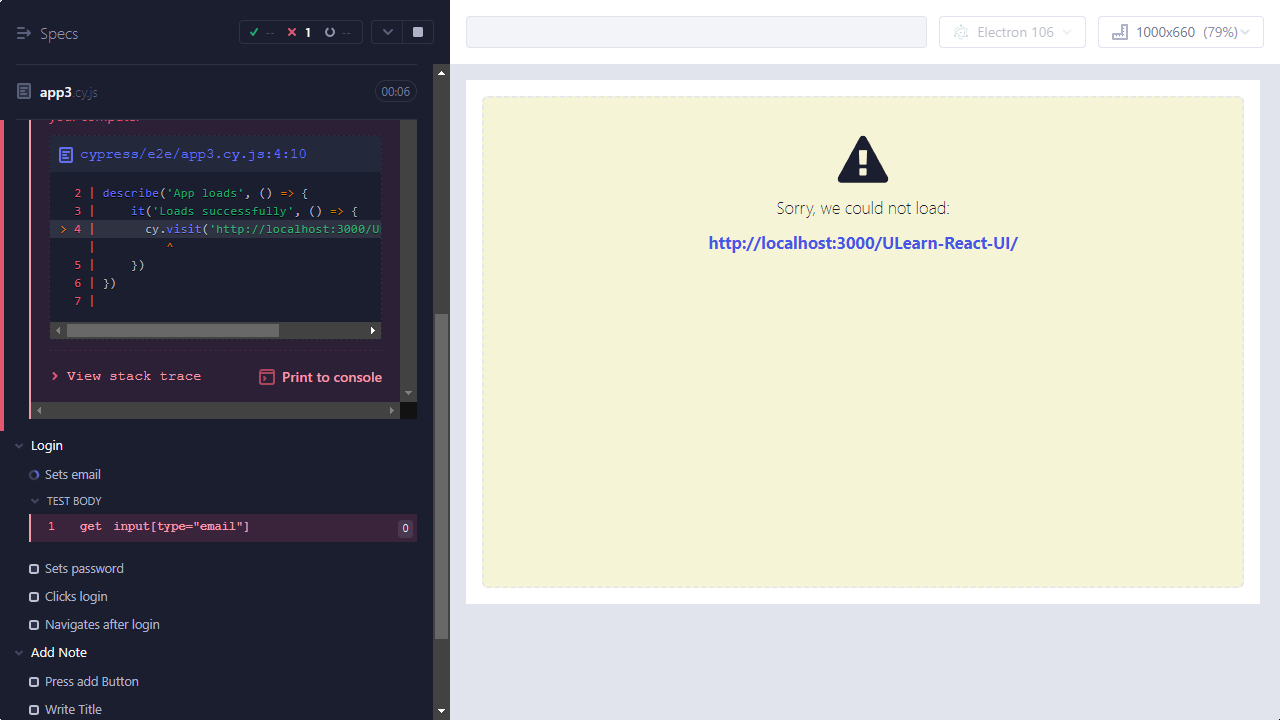 Specs
-- 1 --
Electron 106
1000x660 (79%)
app3.cy.js
00:06
your computer
cypress/e2e/app3.cy.js:4:10
2 | describe('App loads', () => {
3 | it('Loads successfully', () => {
> 4 | cy.visit('http://localhost:3000/U
| ^
5 | })
6 | })
7 |
View stack trace
Print to console
Login
Sets email
TEST BODY
1 get input[type="email"] 0
Sets password
Clicks login
Navigates after login
Add Note
Press add Button
Write Title
Sorry, we could not load:
http://localhost:3000/ULearn-React-UI/